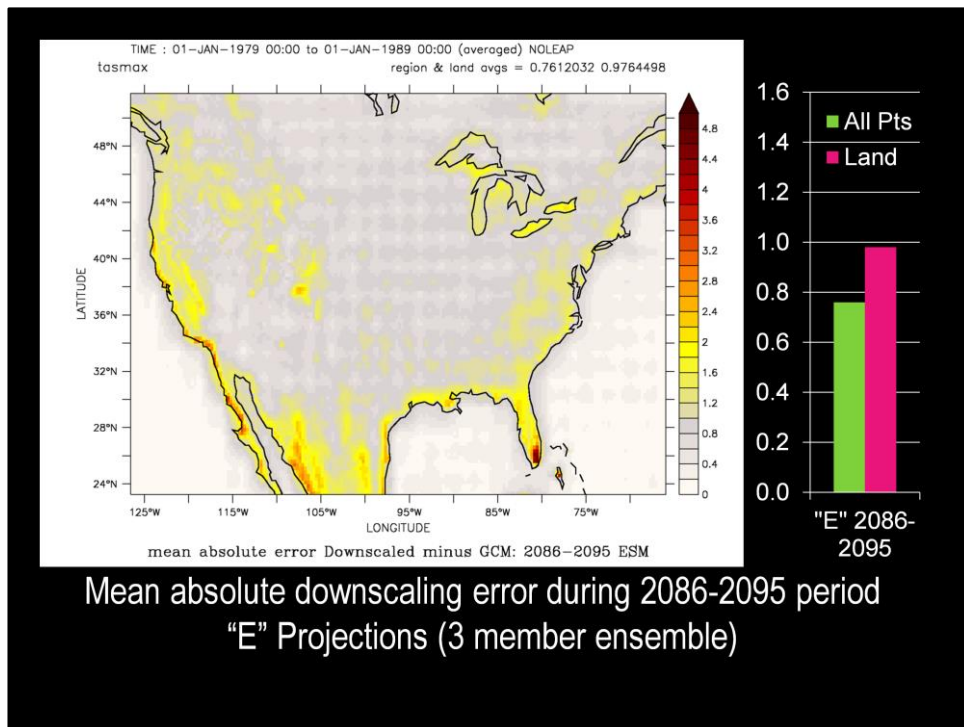 TIME : 01-JAN-1979 00:00 to 01-JAN-1989 00:00 (averaged) NOLEAP
tasmax
region & land avgs = 0.7612032 0.9764498
48°N
44°N
40°N
36°N
32°N
28°N
24°N
LATITUDE
125°W
115°W
105°W
95°W
85°W
75°W
LONGITUDE
4.8
4.4
4
3.6
3.2
2.8
2.4
2
1.6
1.2
0.8
0.4
0
mean absolute error Downscaled minus GCM: 2086-2095 ESM
1.6
1.4
1.2
1.0
0.8
0.6
0.4
0.2
0.0
All Pts
Land
"E" 2086-
2095
Mean absolute downscaling error during 2086-2095 period
“E” Projections (3 member ensemble)